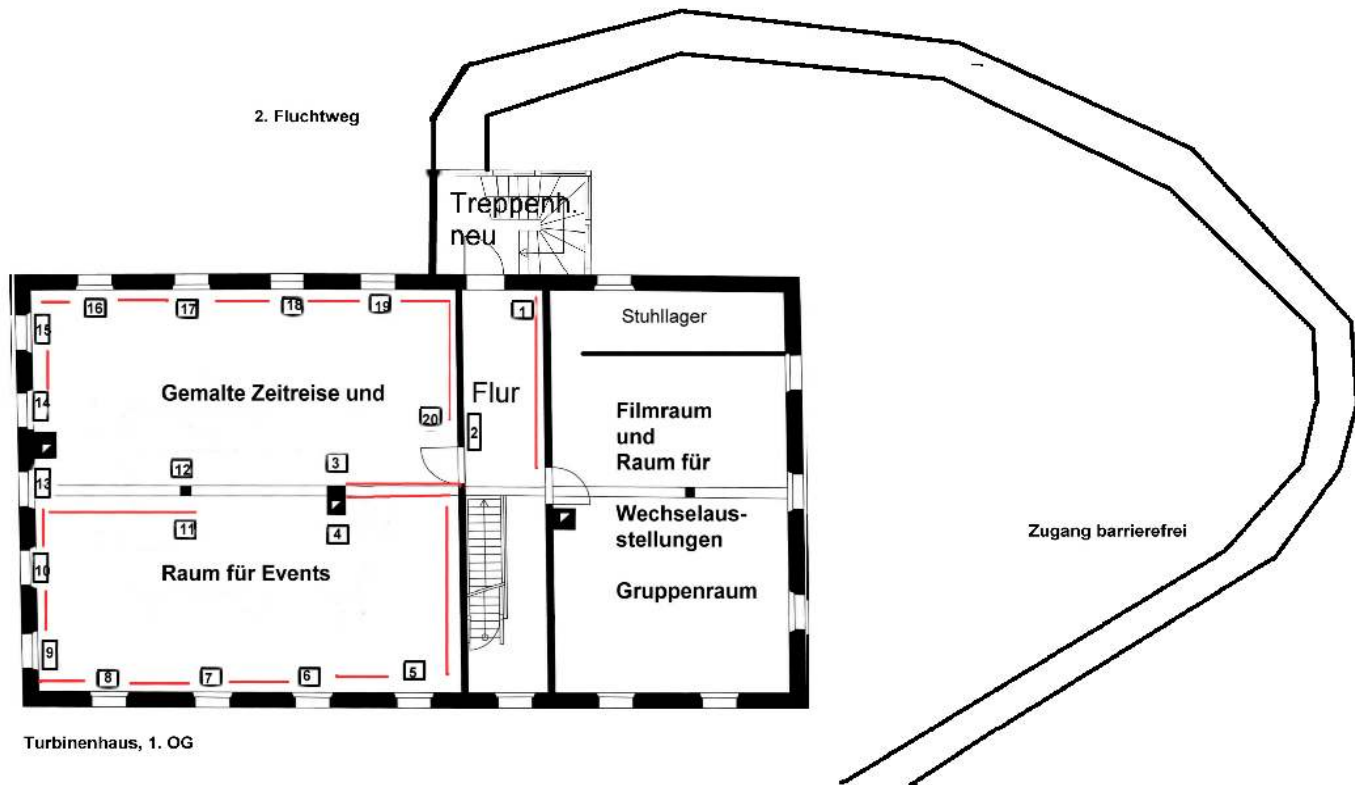 2. Fluchtweg
Treppenh.
neu
16
17
18
19
1
15
Stuhllager
Gemalte Zeitreise und
Flur
14
20
2
Filmraum
und
Raum für
12
3
13
11
4
Wechselaus-
stellungen
Zugang barrierefrei
10
Raum für Events
Gruppenraum
9
8
7
6
5
Turbinenhaus, 1. OG